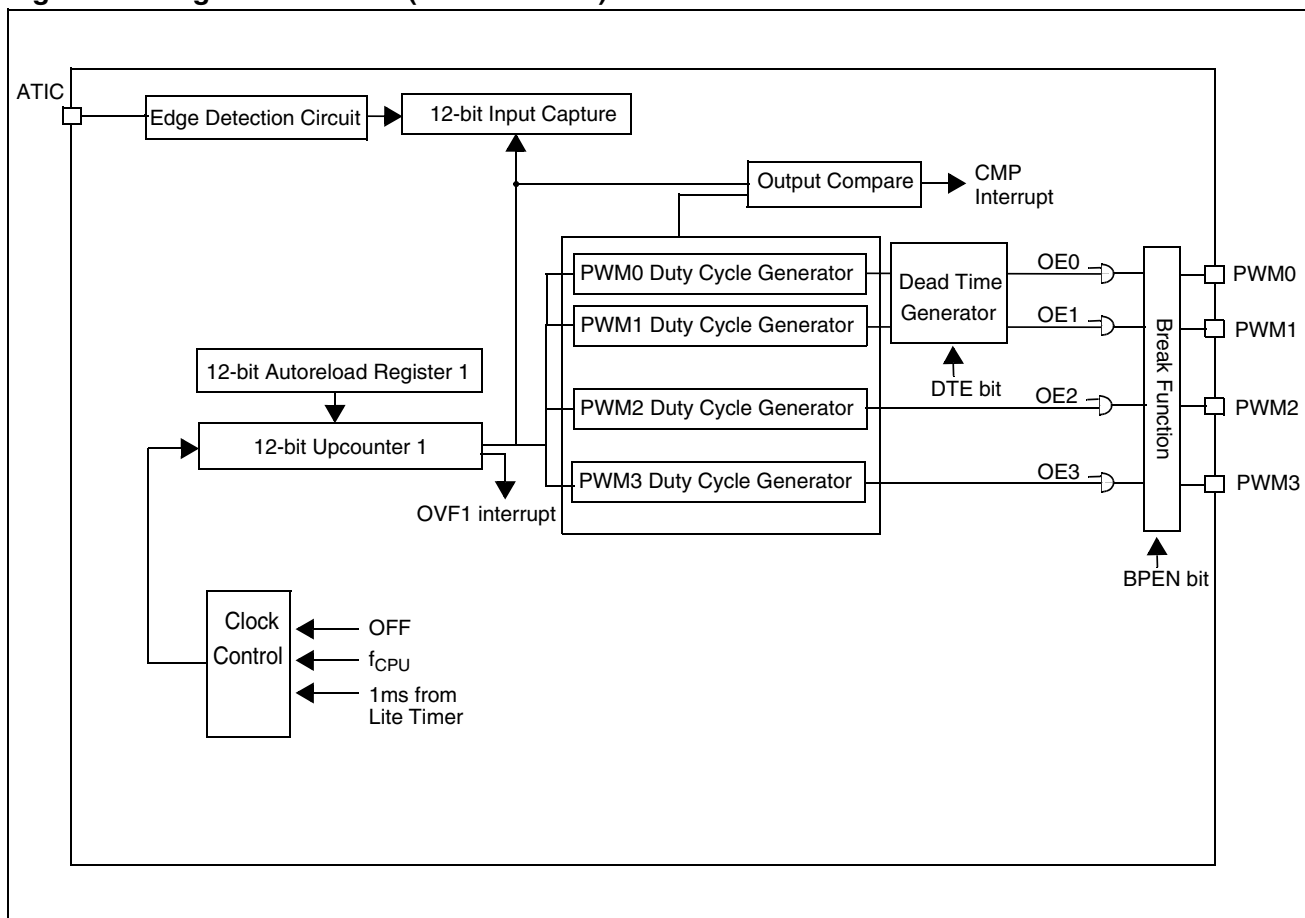 ATIC
Edge Detection Circuit
12-bit Input Capture
Output Compare
CMP
Interrupt
PWM0 Duty Cycle Generator
PWM1 Duty Cycle Generator
PWM2 Duty Cycle Generator
PWM3 Duty Cycle Generator
Dead Time
Generator
DTE bit
OE0
OE1
OE2
OE3
Break Function
BPEN bit
PWM0
PWM1
PWM2
PWM3
12-bit Autoreload Register 1
12-bit Upcounter 1
OVF1 interrupt
Clock
Control
OFF
fCPU
1ms from
Lite Timer